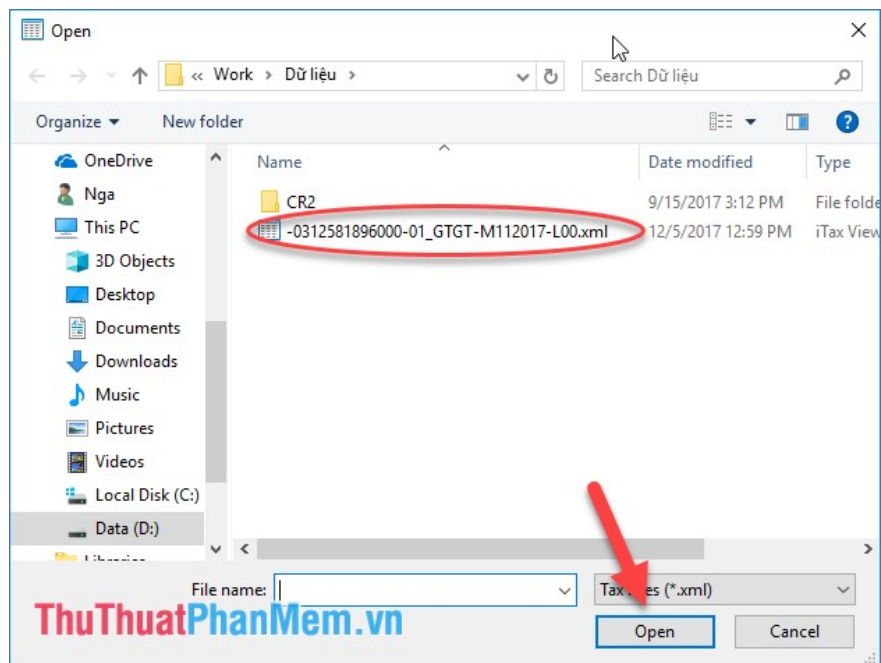 Open
« Work › Dữ liệu ›
Search Dữ liệu
Organize
New folder
Name
Date modified
Type
OneDrive
Nga
This PC
3D Objects
Desktop
Documents
Downloads
Music
Pictures
Videos
Local Disk (C:)
Data (D:)
CR2
9/15/2017 3:12 PM
File folde
-0312581896000-01_GTGT-M112017-L00.xml
12/5/2017 12:59 PM
iTax View
File name:
Tax (*.xml)
ThuThuatPhanMem.vn
Open
Cancel